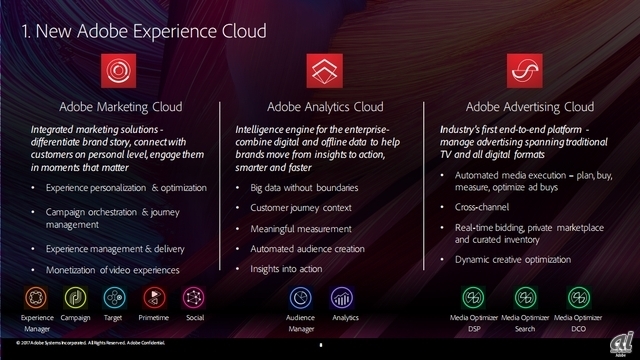 1. New Adobe Experience Cloud
Adobe Marketing Cloud
Integrated marketing solutions -
differentiate brand story, connect with
customers on personal level, engage them
in moments that matter
• Experience personalization & optimization
• Campaign orchestration & journey
management
• Experience management & delivery
• Monetization of video experiences
Experience
Manager
Campaign
Target
Primetime
Social
Adobe Analytics Cloud
Intelligence engine for the enterprise-
combine digital and offline data to help
brands move from insights to action,
smarter and faster
• Big data without boundaries
• Customer journey context
• Meaningful measurement
• Automated audience creation
• Insights into action
Audience
Manager
Analytics
Adobe Advertising Cloud
Industry's first end-to-end platform -
manage advertising spanning traditional
TV and all digital formats
• Automated media execution – plan, buy,
measure, optimize ad buys
• Cross-channel
• Real-time bidding, private marketplace
and curated inventory
• Dynamic creative optimization
Media Optimizer
DSP
Media Optimizer
Search
Media Optimizer
DCO
© 2017 Adobe Systems Incorporated. All Rights Reserved. Adobe Confidential.
8
Adobe